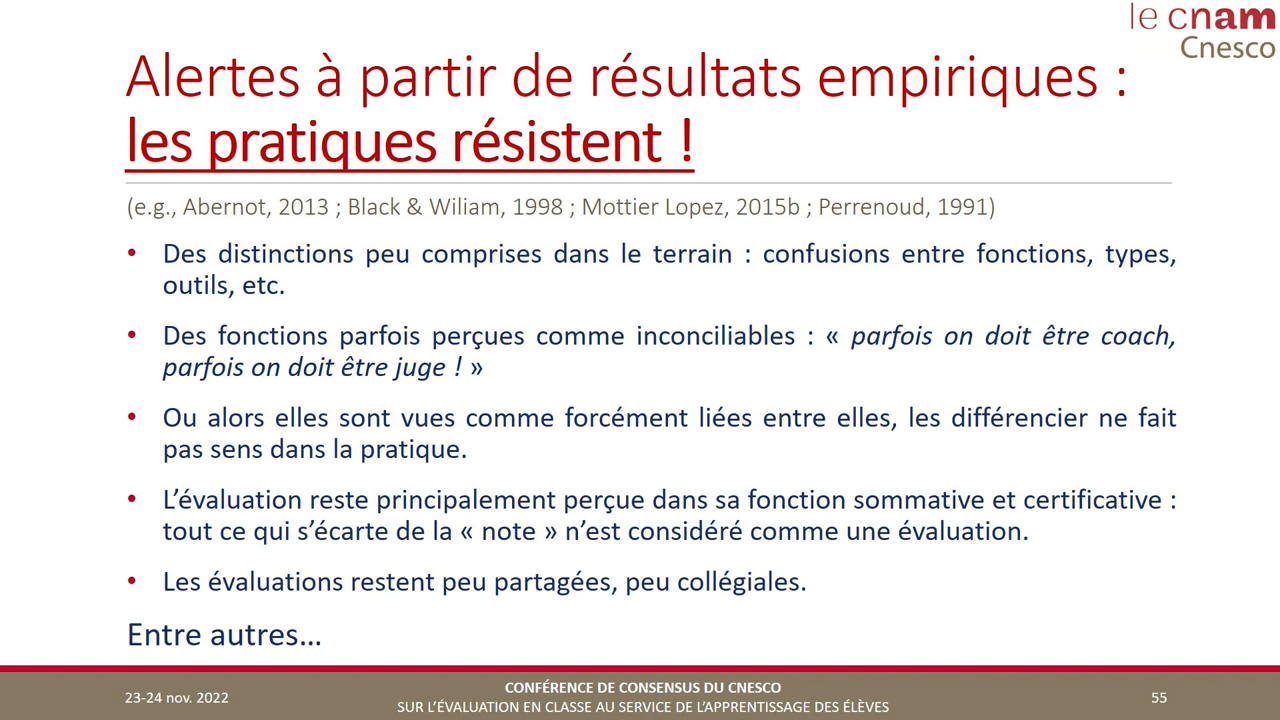 le cnam
Cnesco
Alertes à partir de résultats empiriques :
les pratiques résistent !
(e.g., Abernot, 2013 ; Black & Wiliam, 1998 ; Mottier Lopez, 2015b ; Perrenoud, 1991)
• Des distinctions peu comprises dans le terrain : confusions entre fonctions, types,
outils, etc.
• Des fonctions parfois perçues comme inconciliables : « parfois on doit être coach,
parfois on doit être juge ! »
• Ou alors elles sont vues comme forcément liées entre elles, les différencier ne fait
pas sens dans la pratique.
• L’évaluation reste principalement perçue dans sa fonction sommative et certificative :
tout ce qui s’écarte de la « note » n’est considéré comme une évaluation.
• Les évaluations restent peu partagées, peu collégiales.
Entre autres…
23-24 nov. 2022
CONFÉRENCE DE CONSENSUS DU CNESCO
SUR L’ÉVALUATION EN CLASSE AU SERVICE DE L’APPRENTISSAGE DES ÉLÈVES
55